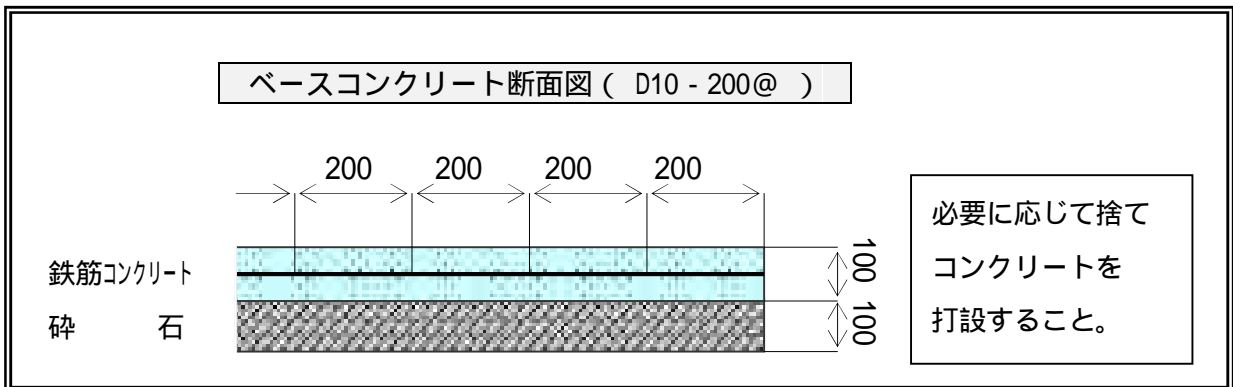 ベースコンクリート断面図( D10 - 200@ )
200 200 200 200
鉄筋コンクリート 100
砕 石 100
必要に応じて捨て
コンクリートを
打設すること。